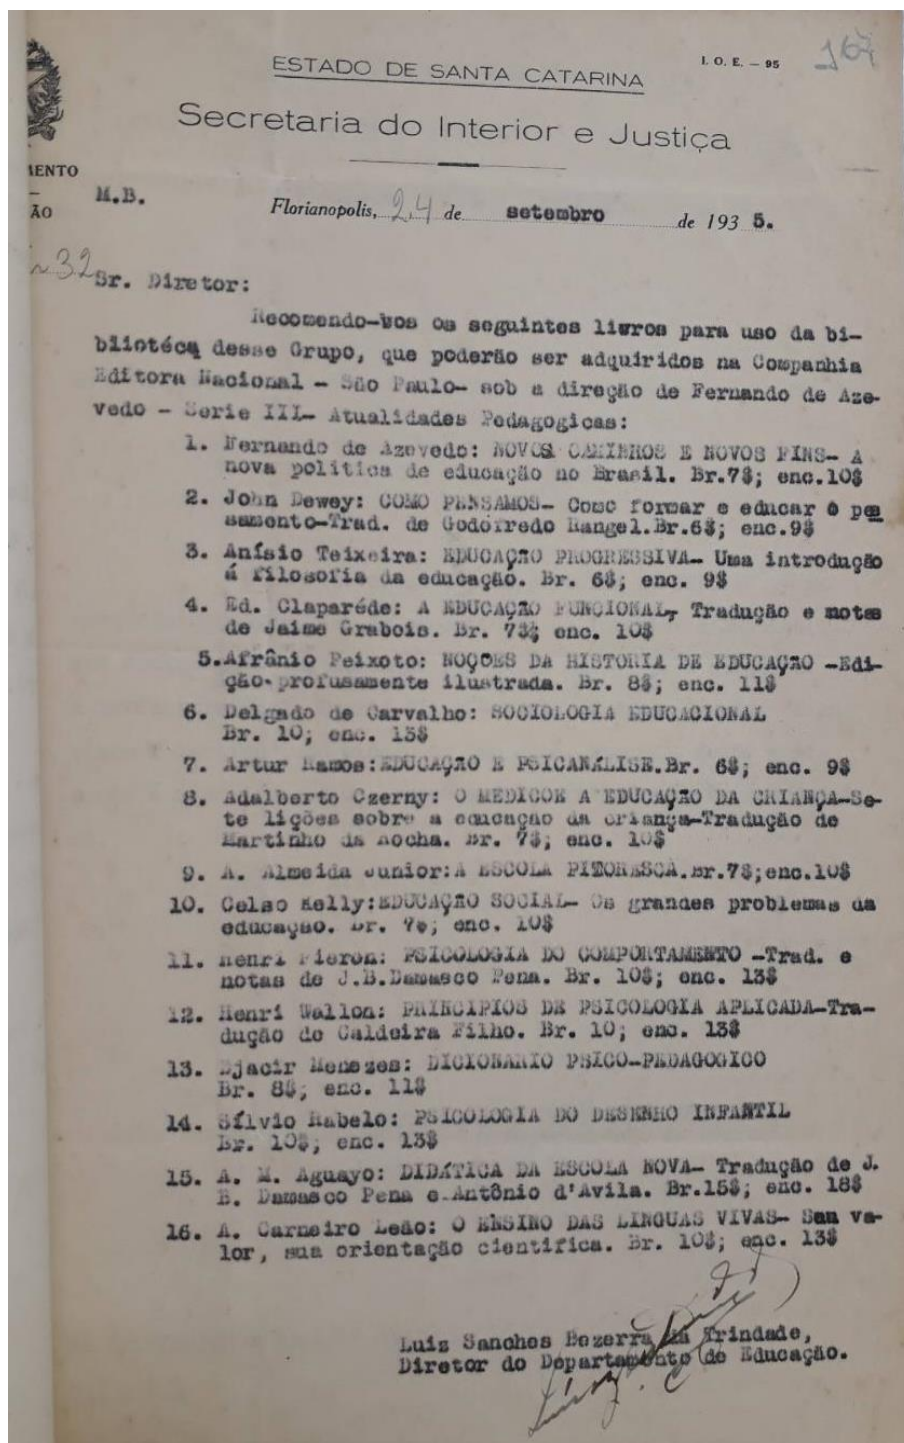 ESTADO DE SANTA CATARINA
I. O. E. – 95
167
Secretaria do Interior e Justiça
MENTO
ÃO
M.B.
Florianopolis, 24 de setembro de 1935.
32
Sr. Diretor:
Recomendo-vos os seguintes livros para uso da bi-
bliotéca desse Grupo, que poderão ser adquiridos na Companhia
Editora Nacional - São Paulo- sob a direção de Fernando de Aze-
vedo - Serie III- Atualidades Pedagogicas:
1. Fernando de Azevedo: NOVOS CAMINHOS E NOVOS FINS- A
nova politica de educação no Brasil. Br.7$; enc.10$
2. John Dewey: COMO PENSAMOS- Como formar e educar o pen
samento-Trad. de Godofredo Rangel.Br.6$; enc.9$
3. Anísio Teixeira: EDUCAÇÃO PROGRESSIVA- Uma introdução
á filosofia da educação. Br. 6$; enc. 9$
4. Ed. Claparéde: A EDUCAÇÃO FUNCIONAL, Tradução e notas
de Jaime Grabois. Br. 7$; enc. 10$
5.Afrânio Peixoto: NOÇÕES DA HISTORIA DE EDUCAÇÃO -Edi-
ção profusamente ilustrada. Br. 8$; enc. 11$
6. Delgado de Carvalho: SOCIOLOGIA EDUCACIONAL
Br. 10; enc. 13$
7. Artur Ramos:EDUCAÇÃO E PSICANÁLISE.Br. 6$; enc. 9$
8. Adalberto Czerny: O MEDICOE A EDUCAÇÃO DA CRIANÇA-Se-
te lições sobre a educação da criança-Tradução de
Martinho da Rocha. Br. 7$; enc. 10$
9. A. Almeida Junior:A ESCOLA PITORESCA.Br.7$;enc.10$
10. Celso Kelly:EDUCAÇÃO SOCIAL- Os grandes problemas da
educação. Br. 7$; enc. 10$
11. Henri Pieron: PSICOLOGIA DO COMPORTAMENTO -Trad. e
notas de J.B.Damasco Pena. Br. 10$; enc. 13$
12. Henri Wallon: PRINCIPIOS DE PSICOLOGIA APLICADA-Tra-
dução de Caldeira Filho. Br. 10; enc. 13$
13. Djacir Menezes: DICIONARIO PSICO-PEDAGOGICO
Br. 8$; enc. 11$
14. Sílvio Rabelo: PSICOLOGIA DO DESENHO INFANTIL
Br. 10$; enc. 13$
15. A. M. Aguayo: DIDÁTICA DA ESCOLA NOVA- Tradução de J.
B. Damasco Pena e Antônio d'Avila. Br.15$; enc. 18$
16. A. Carneiro Leão: O ENSINO DAS LINGUAS VIVAS- Seu va-
lor, sua orientação cientifica. Br. 10$; enc. 13$
Luis Sanches Bezerra da Trindade,
Diretor do Departamento de Educação.